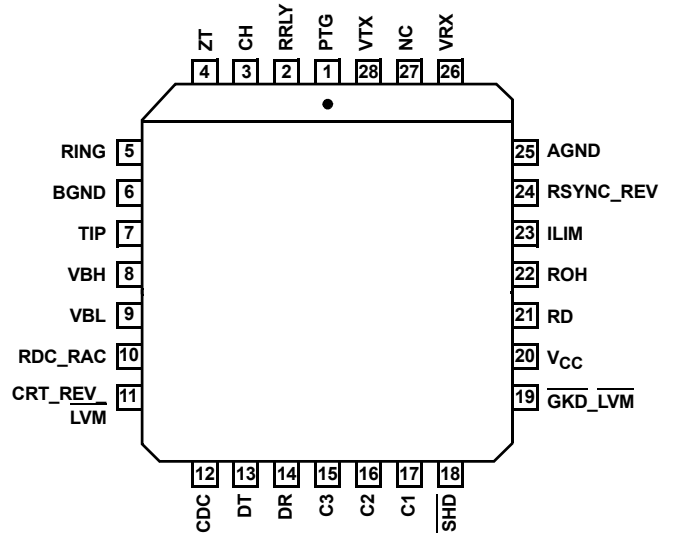 ZT CH RRLY PTG VTX NC VRX
4 3 2 1 28 27 26
RING 5
BGND 6
TIP 7
VBH 8
VBL 9
RDC_RAC 10
CRT_REV_ 11
LVM
25 AGND
24 RSYNC_REV
23 ILIM
22 ROH
21 RD
20 VCC
19 GKD_LVM
12 13 14 15 16 17 18
CDC DT DR C3 C2 C1 SHD